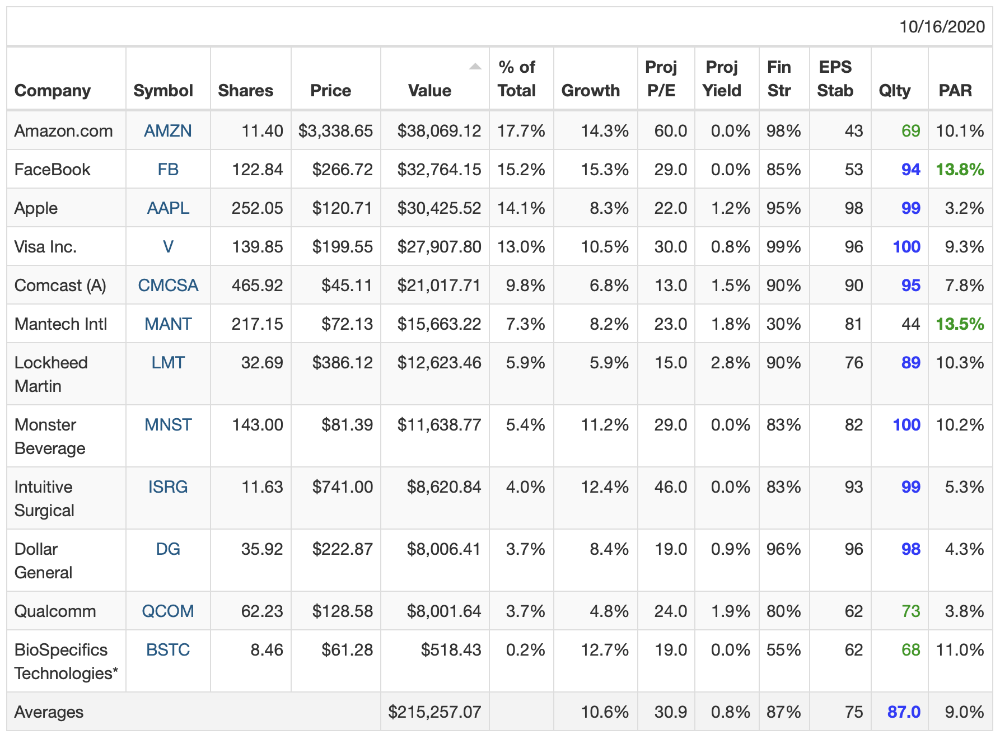 10/16/2020
Company Symbol Shares Price Value % of Total Growth Proj P/E Proj Yield Fin Str EPS Stab Qlty PAR
Amazon.com AMZN 11.40 $3,338.65 $38,069.12 17.7% 14.3% 60.0 0.0% 98% 43 69 10.1%
FaceBook FB 122.84 $266.72 $32,764.15 15.2% 15.3% 29.0 0.0% 85% 53 94 13.8%
Apple AAPL 252.05 $120.71 $30,425.52 14.1% 8.3% 22.0 1.2% 95% 98 99 3.2%
Visa Inc. V 139.85 $199.55 $27,907.80 13.0% 10.5% 30.0 0.8% 99% 96 100 9.3%
Comcast (A) CMCSA 465.92 $45.11 $21,017.71 9.8% 6.8% 13.0 1.5% 90% 90 95 7.8%
Mantech Intl MANT 217.15 $72.13 $15,663.22 7.3% 8.2% 23.0 1.8% 30% 81 44 13.5%
Lockheed Martin LMT 32.69 $386.12 $12,623.46 5.9% 5.9% 15.0 2.8% 90% 76 89 10.3%
Monster Beverage MNST 143.00 $81.39 $11,638.77 5.4% 11.2% 29.0 0.0% 83% 82 100 10.2%
Intuitive Surgical ISRG 11.63 $741.00 $8,620.84 4.0% 12.4% 46.0 0.0% 83% 93 99 5.3%
Dollar General DG 35.92 $222.87 $8,006.41 3.7% 8.4% 19.0 0.9% 96% 96 98 4.3%
Qualcomm QCOM 62.23 $128.58 $8,001.64 3.7% 4.8% 24.0 1.9% 80% 62 73 3.8%
BioSpecifics Technologies* BSTC 8.46 $61.28 $518.43 0.2% 12.7% 19.0 0.0% 55% 62 68 11.0%
Averages $215,257.07 10.6% 30.9 0.8% 87% 75 87.0 9.0%